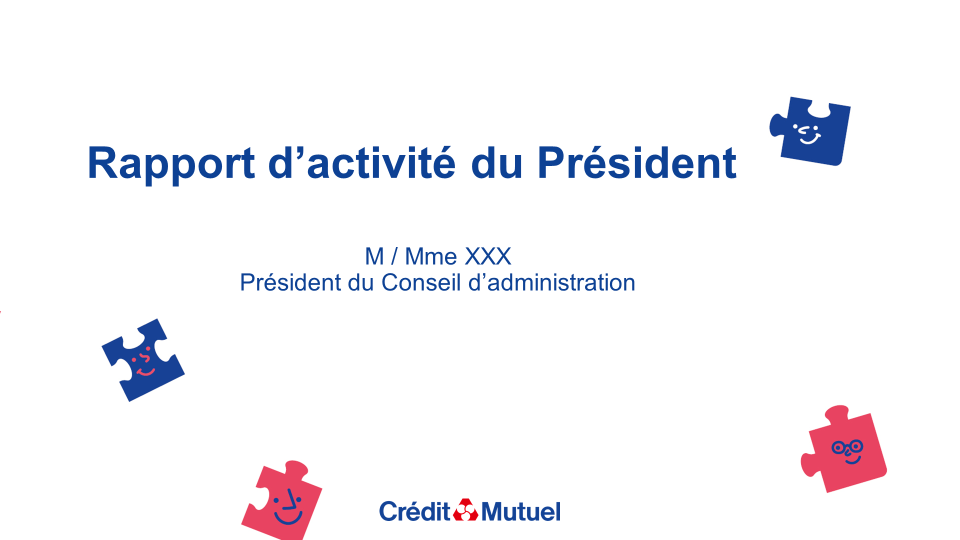 Rapport d’activité du Président
M / Mme XXX
Président du Conseil d’administration
Crédit Mutuel